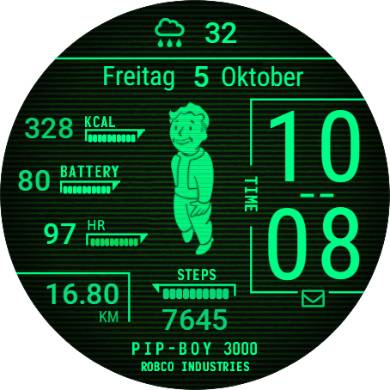 32
Freitag 5 Oktober
328 KCAL
80 BATTERY
97 HR
10
TIME
08
16.80
KM
STEPS
7645
PIP-BOY 3000
ROBCO INDUSTRIES